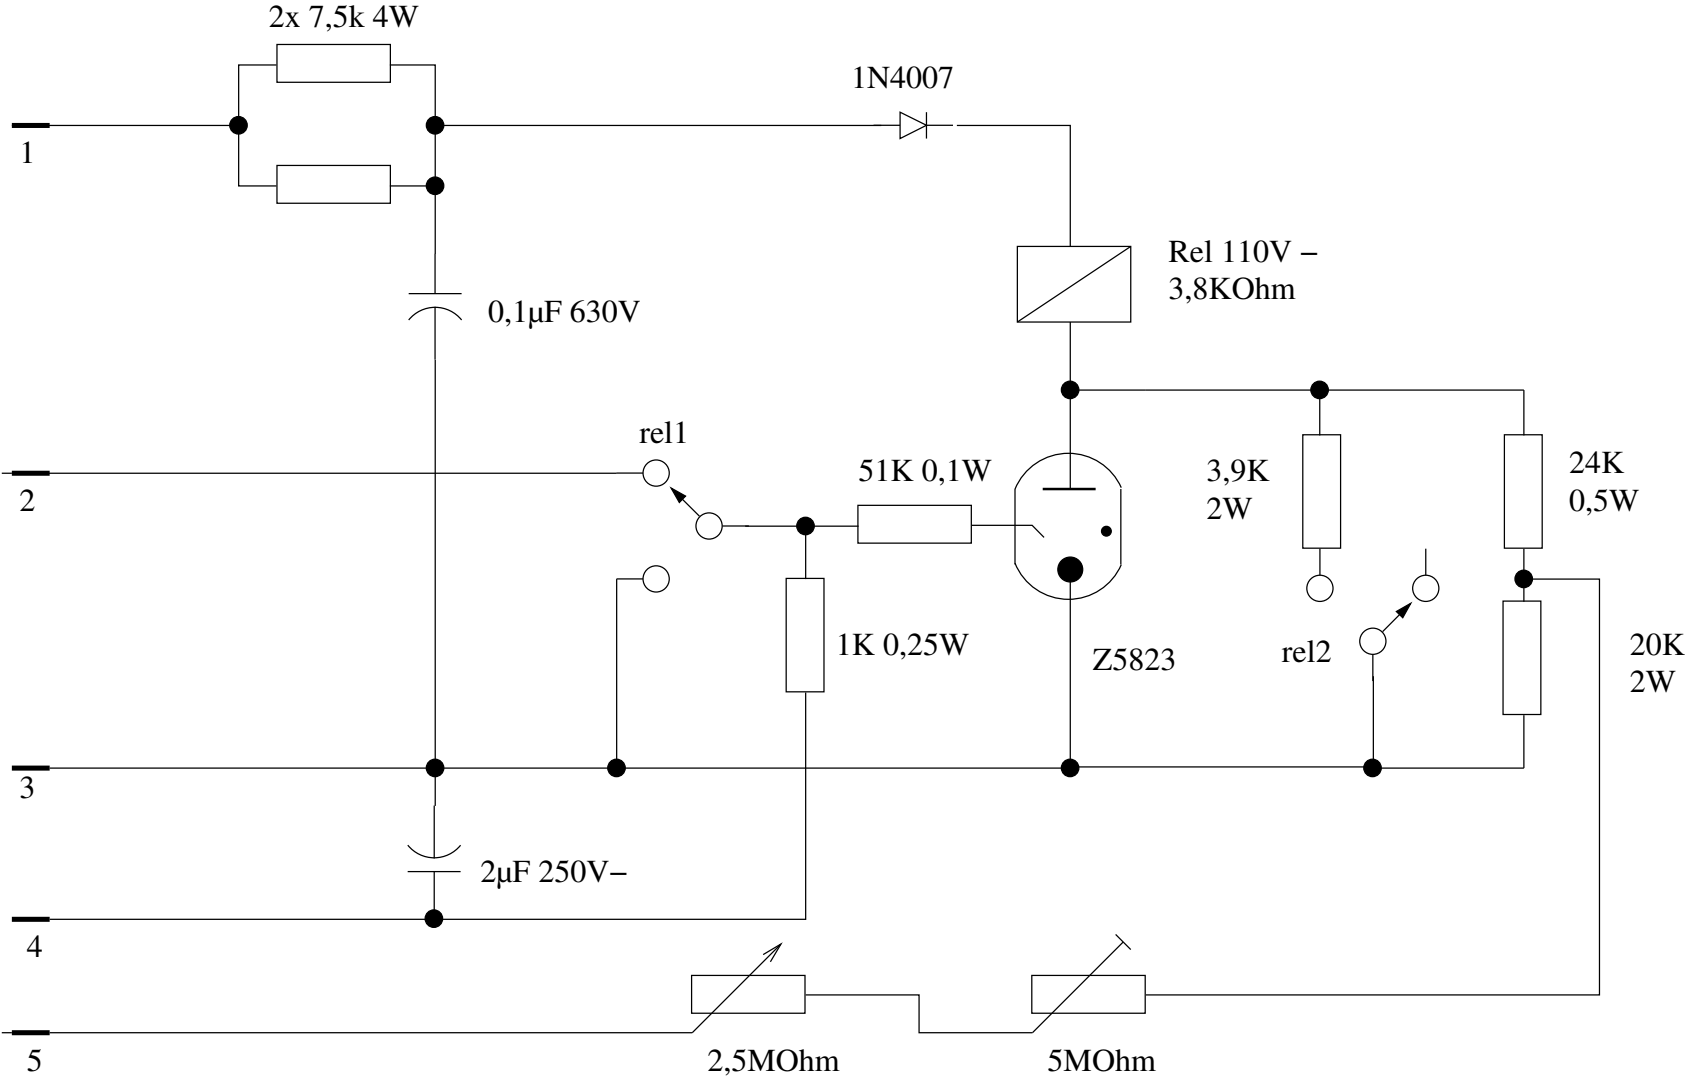 2x 7,5k 4W
1N4007
1
Rel 110V −
3,8KOhm
0,1µF 630V
rel1
2
51K 0,1W
3,9K
2W
24K
0,5W
1K 0,25W
Z5823
rel2
20K
2W
3
2µF 250V−
4
5
2,5MOhm
5MOhm